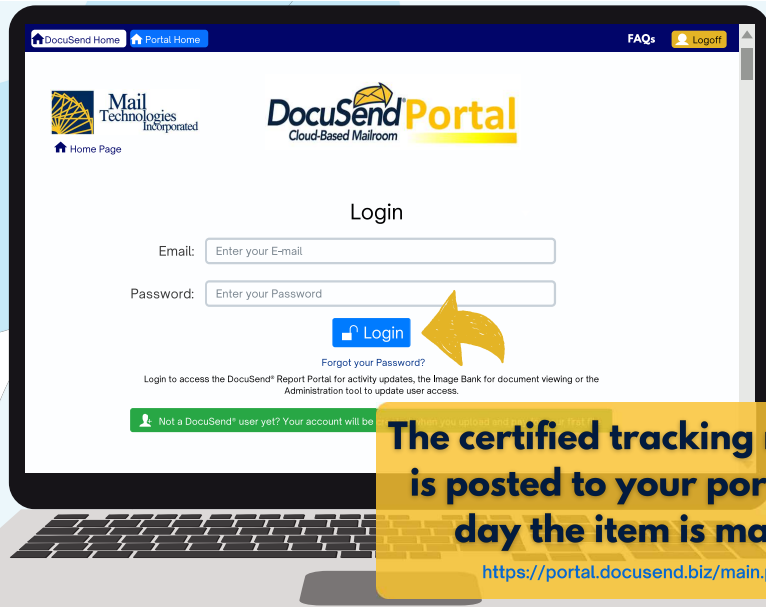 DocuSend Home Portal Home FAQs Logoff
Mail
Technologies
Incorporated
DocuSend® Portal
Cloud-Based Mailroom
Home Page
Login
Email: Enter your E-mail
Password: Enter your Password
Login
Forgot your Password?
Login to access the DocuSend® Report Portal for activity updates, the Image Bank for document viewing or the
Administration tool to update user access.
Not a DocuSend® user yet? Your account will be
The certified tracking
is posted to your
day the item is
https://portal.docusend.biz/main.